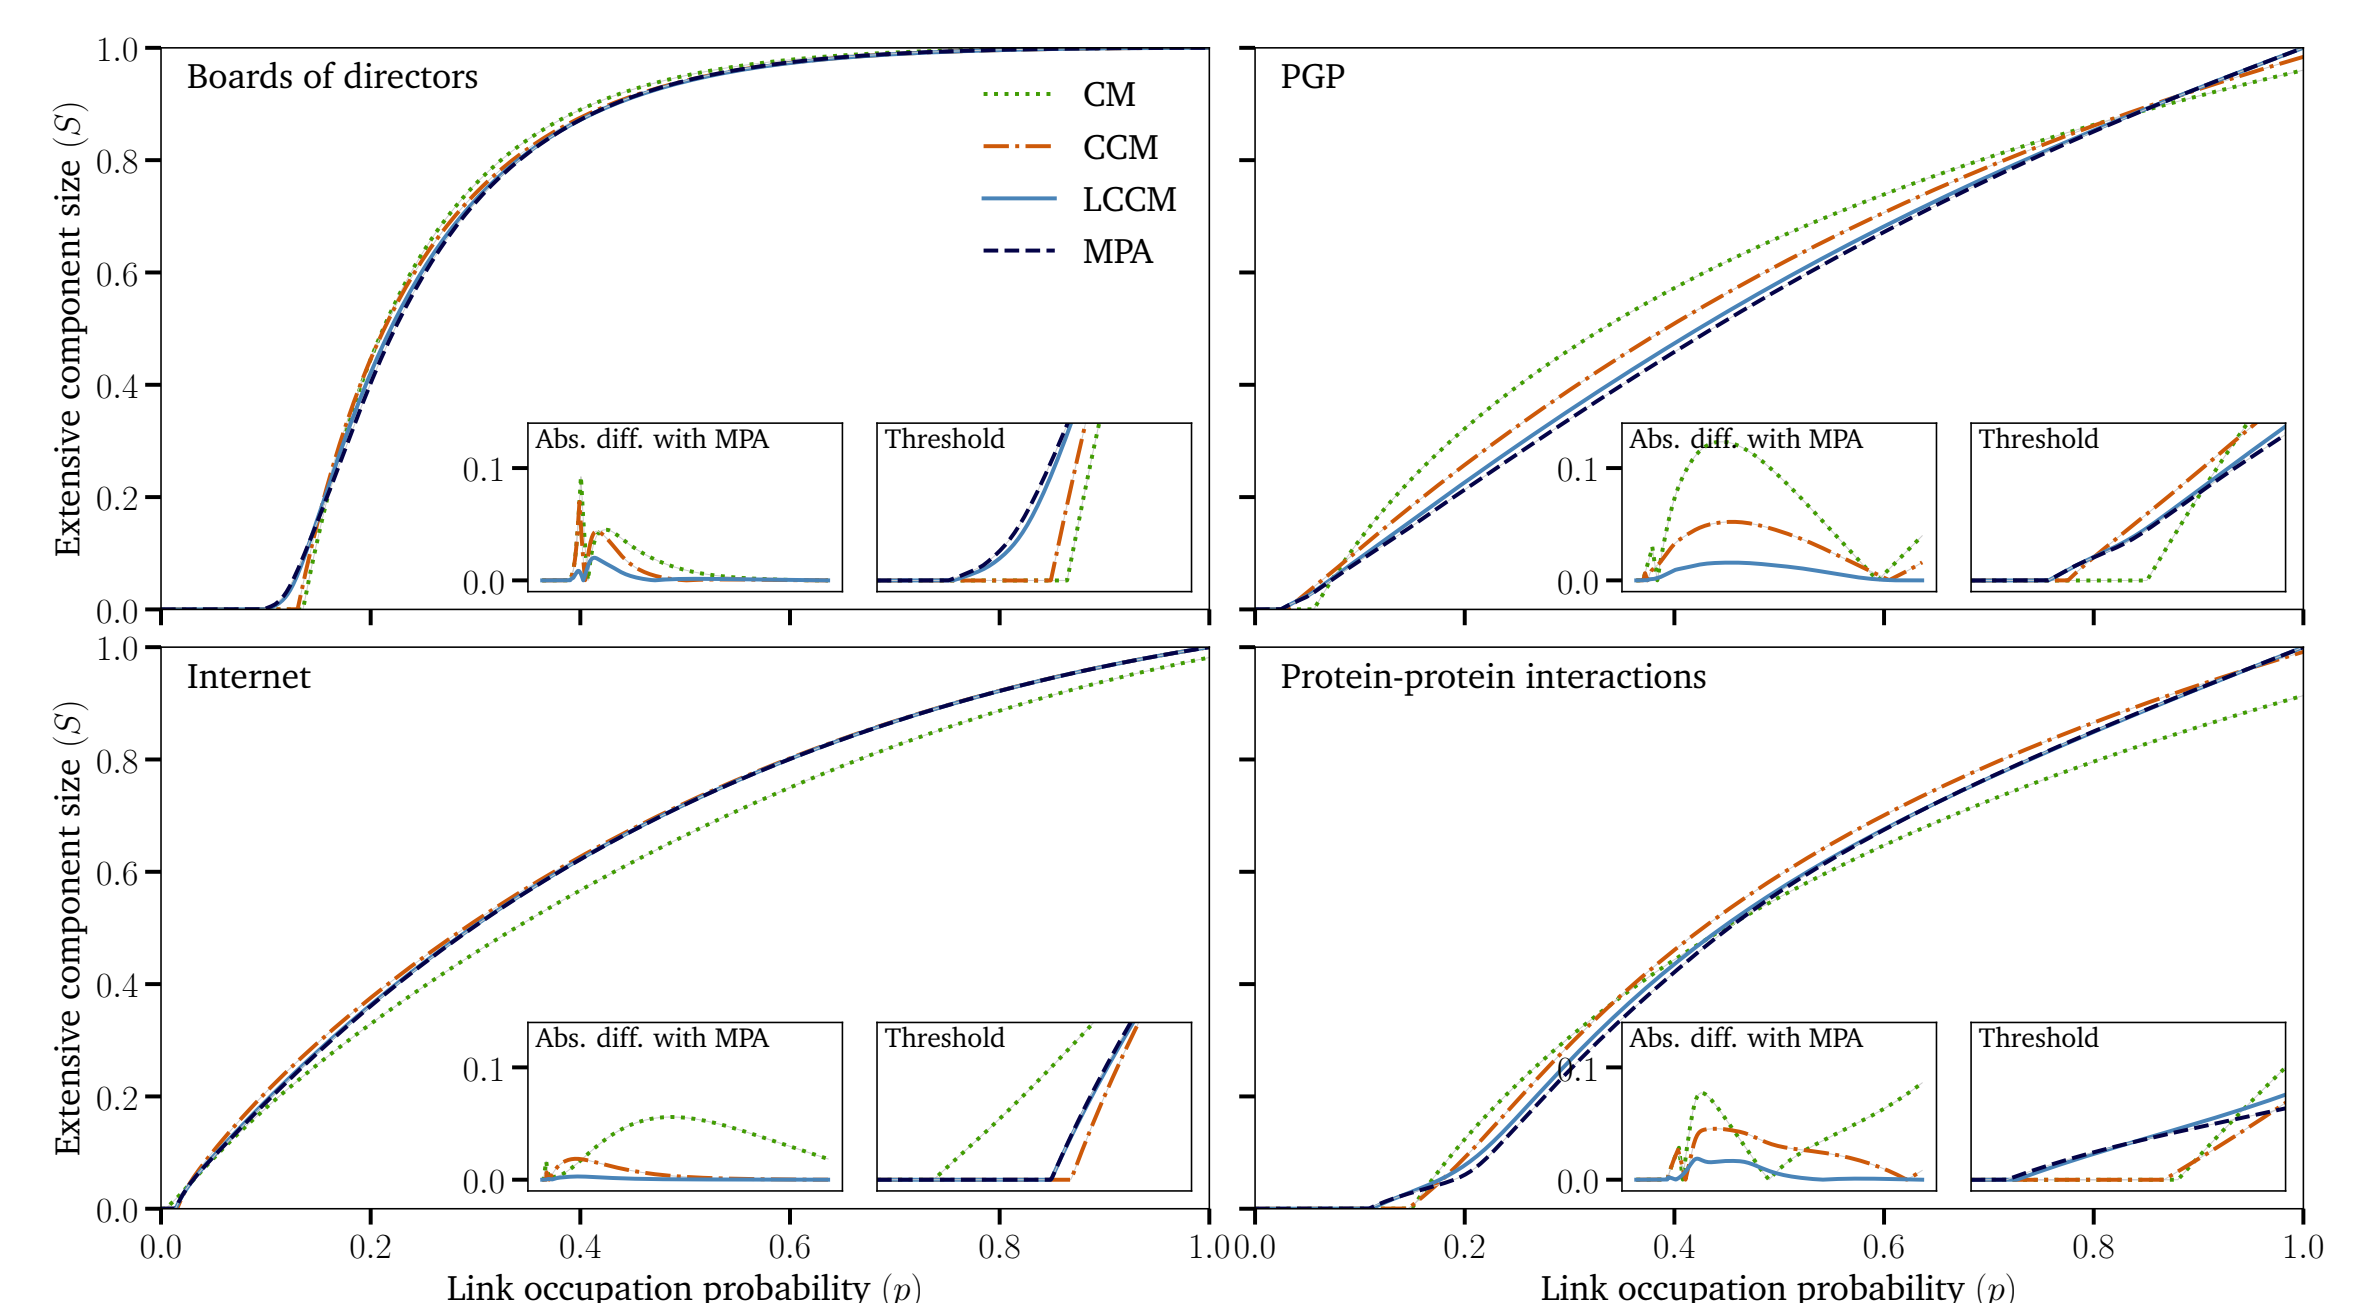 Boards of directors
CM
CCM
LCCM
MPA
Extensive component size (S)
1.0
0.8
0.6
0.4
0.2
0.0
Abs. diff. with MPA
0.1
0.0
Threshold
PGP
Abs. diff. with MPA
0.1
0.0
Threshold
Internet
Extensive component size (S)
1.0
0.8
0.6
0.4
0.2
0.0
Abs. diff. with MPA
0.1
0.0
Threshold
0.0 0.2 0.4 0.6 0.8 1.0
Link occupation probability (p)
Protein-protein interactions
Abs. diff. with MPA
0.1
0.0
Threshold
0.0 0.2 0.4 0.6 0.8 1.0
Link occupation probability (p)